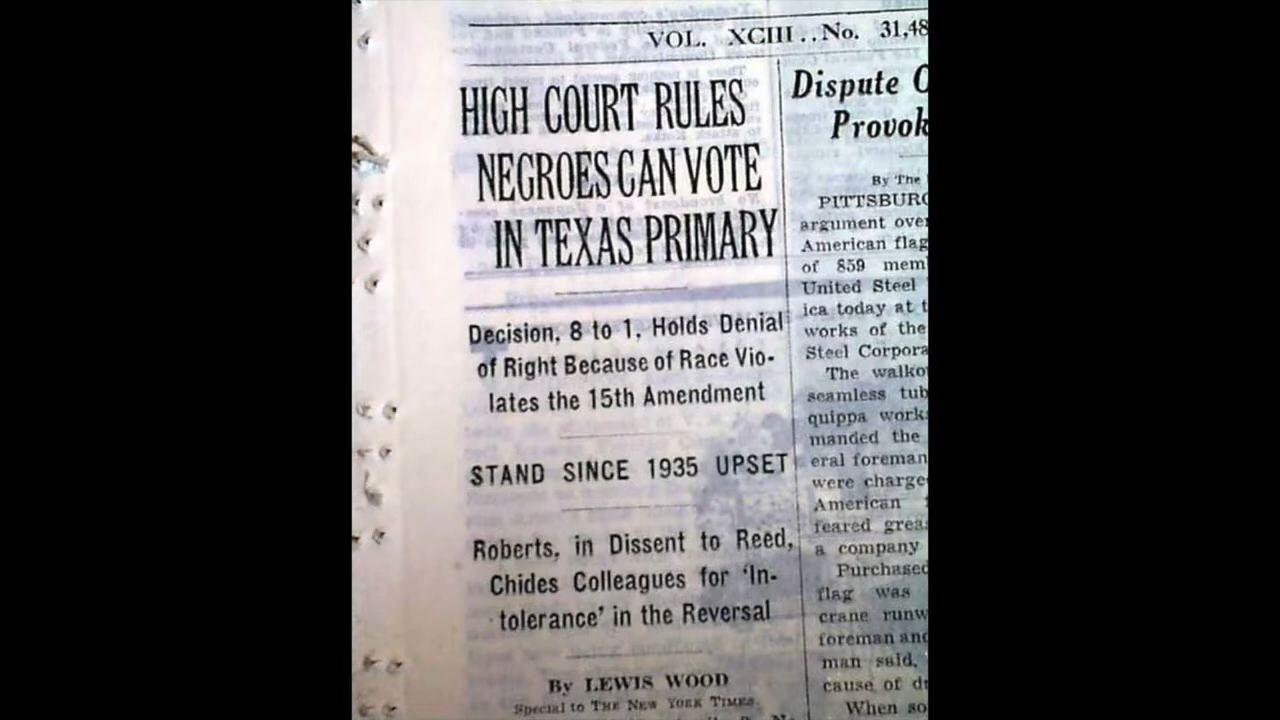 VOL. XCIII..No. 31,48
HIGH COURT RULES
NEGROES CAN VOTE
IN TEXAS PRIMARY
Decision, 8 to 1, Holds Denial
of Right Because of Race Vio-
lates the 15th Amendment
STAND SINCE 1935 UPSET
Roberts, in Dissent to Reed,
Chides Colleagues for ‘In-
tolerance’ in the Reversal
By LEWIS WOOD
Special to THE NEW YORK TIMES.
Dispute O
Provok
By The
PITTSBURG
argument over
American flag
of 859 mem
United Steel
ica today at t
works of the
Steel Corpora
The walko
seamless tub
quippa work
manded the
eral foreman
were charge
American
feared grea
a company
Purchased
flag was
crane runw
foreman and
man said,
cause of d
When so